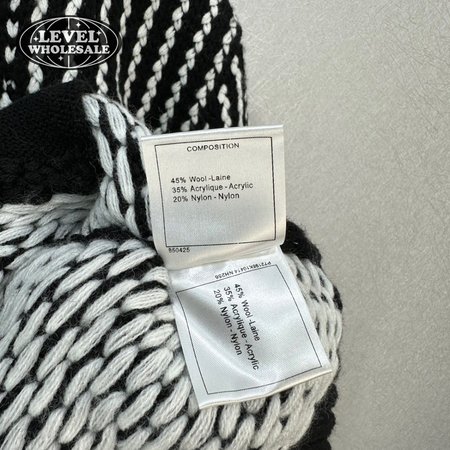 LEVEL
WHOLESALE
COMPOSITION
45% Wool -Laine
35% Acrylique - Acrylic
20% Nylon - Nylon
850425
45% Wool -Laine
35% Acrylique - Acrylic
20% Nylon - Nylon